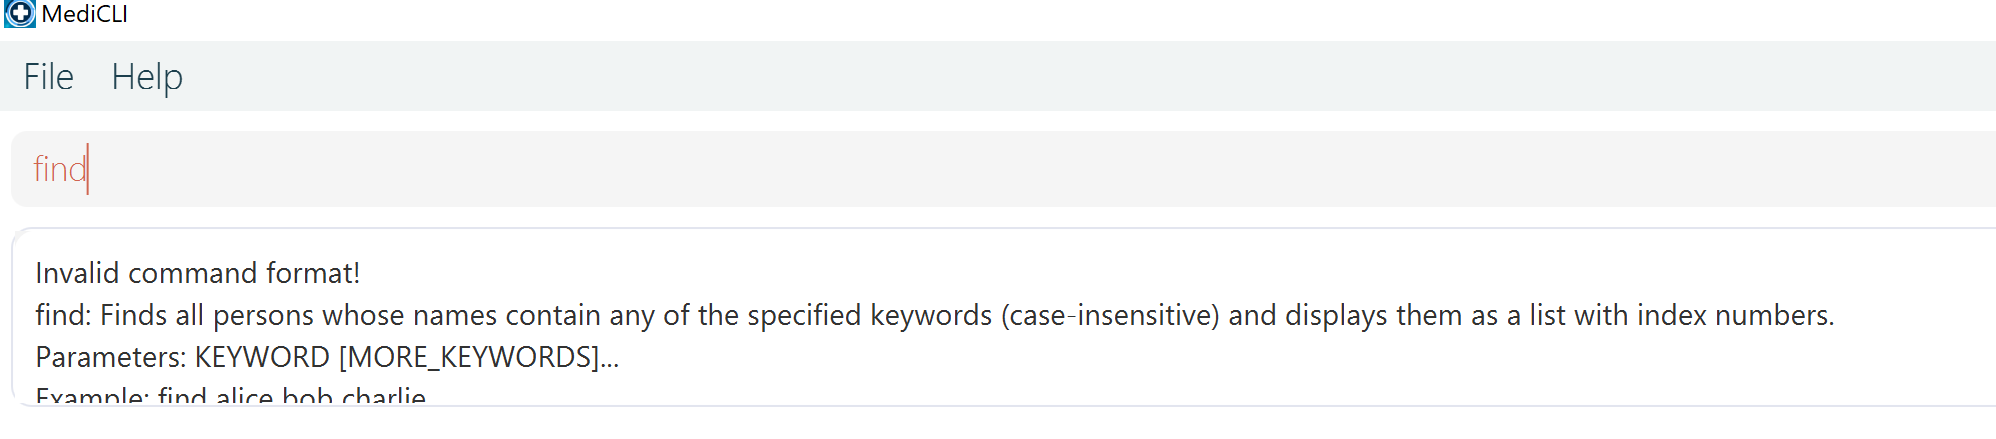 MediCLI
File Help
find
Invalid command format!
find: Finds all persons whose names contain any of the specified keywords (case-insensitive) and displays them as a list with index numbers.
Parameters: KEYWORD [MORE_KEYWORDS]...
Example: find alice bob charlie